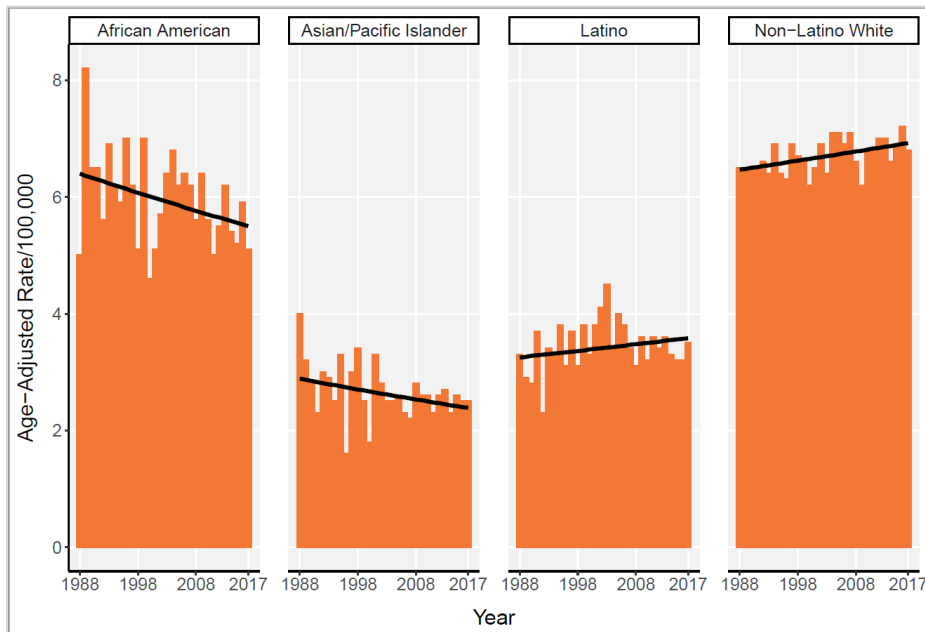 African American
Asian/Pacific Islander
Latino
Non−Latino White
Age−Adjusted Rate/100,000
8
6
4
2
0
1988 1998 2008 2017
1988 1998 2008 2017
1988 1998 2008 2017
1988 1998 2008 2017
Year